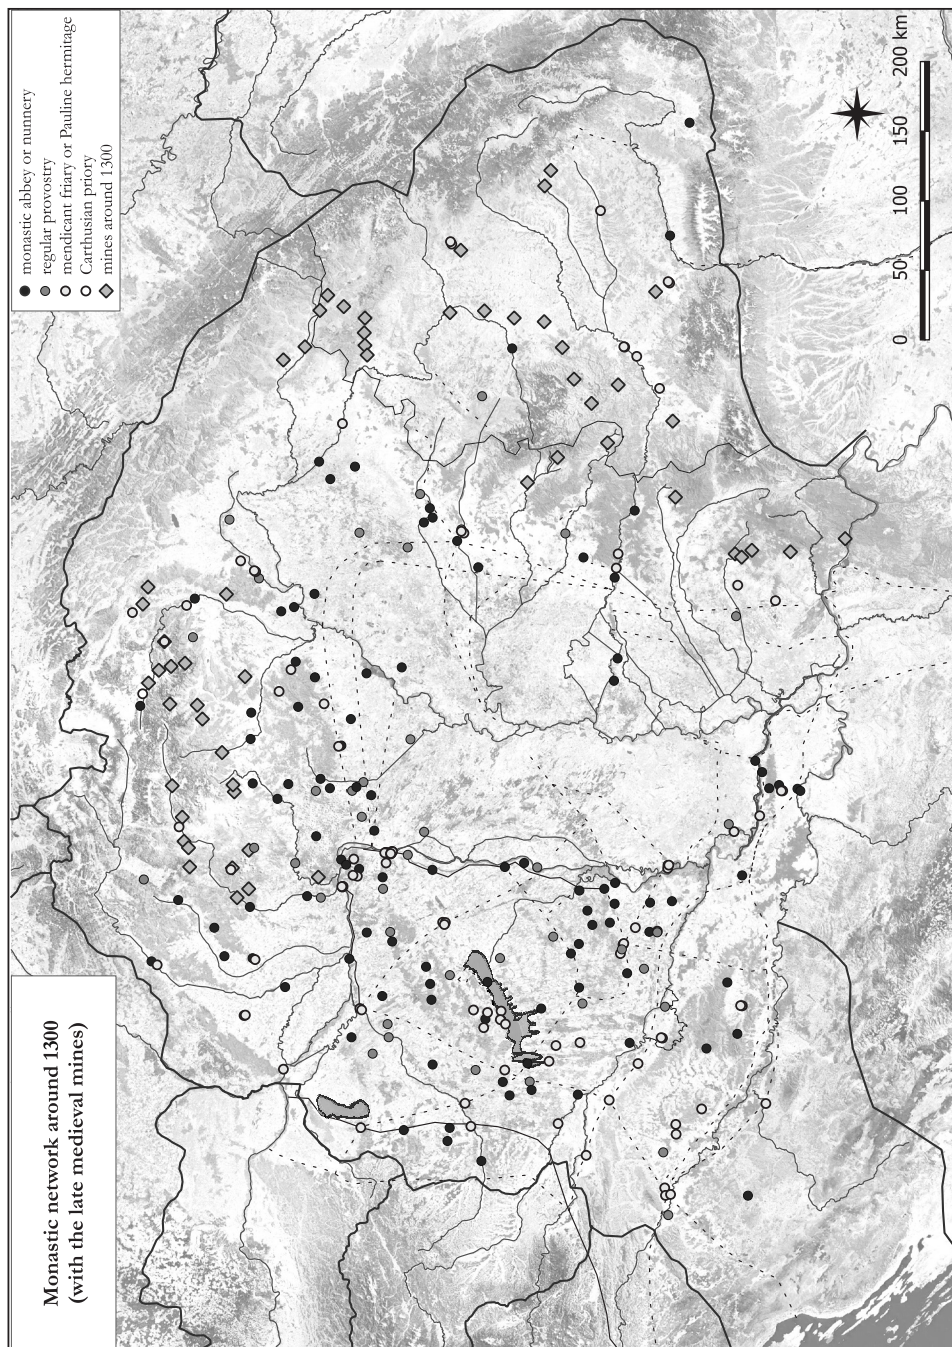 Monastic network around 1300
(with the late medieval mines)
monastic abbey or nunnery
regular provostry
mendicant friary or Pauline hermitage
Carthusian priory
mines around 1300
0 50 100 150 200 km